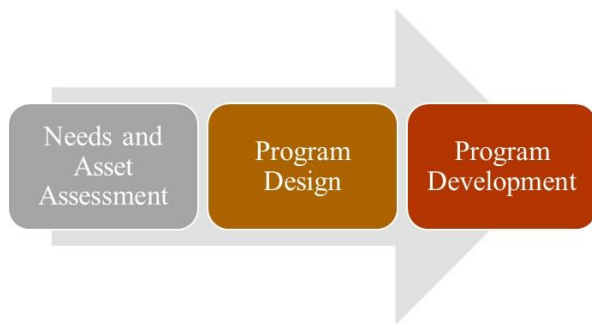 Needs and
Asset
Assessment
Program
Design
Program
Development